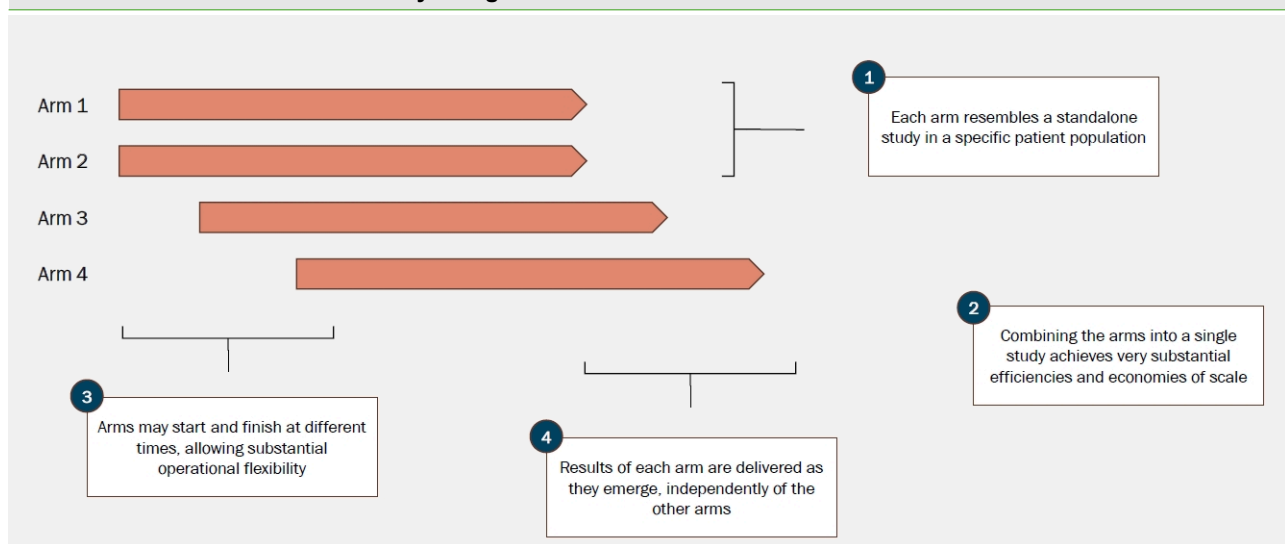 Arm 1
Arm 2
Arm 3
Arm 4
1
Each arm resembles a standalone
study in a specific patient population
2
Combining the arms into a single
study achieves very substantial
efficiencies and economies of scale
3
Arms may start and finish at different
times, allowing substantial
operational flexibility
4
Results of each arm are delivered as
they emerge, independently of the
other arms